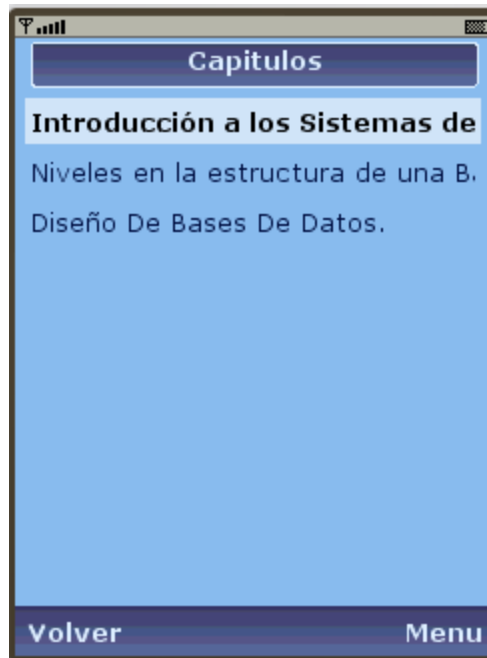 Capitulos
Introducción a los Sistemas de
Niveles en la estructura de una B
Diseño De Bases De Datos.
Volver Menu